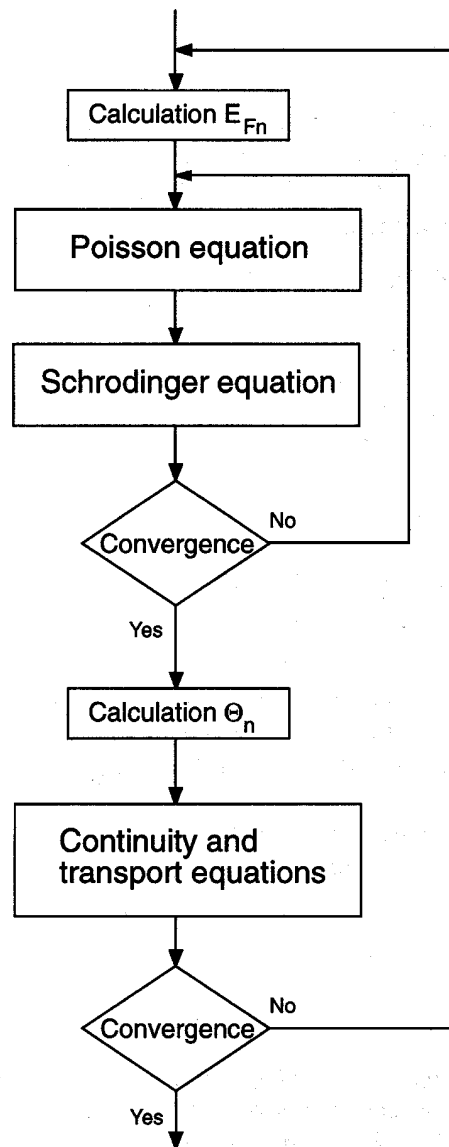 Calculation E_Fn
Poisson equation
Schrodinger equation
Convergence
No
Yes
Calculation Θ_n
Continuity and
transport equations
Convergence
No
Yes